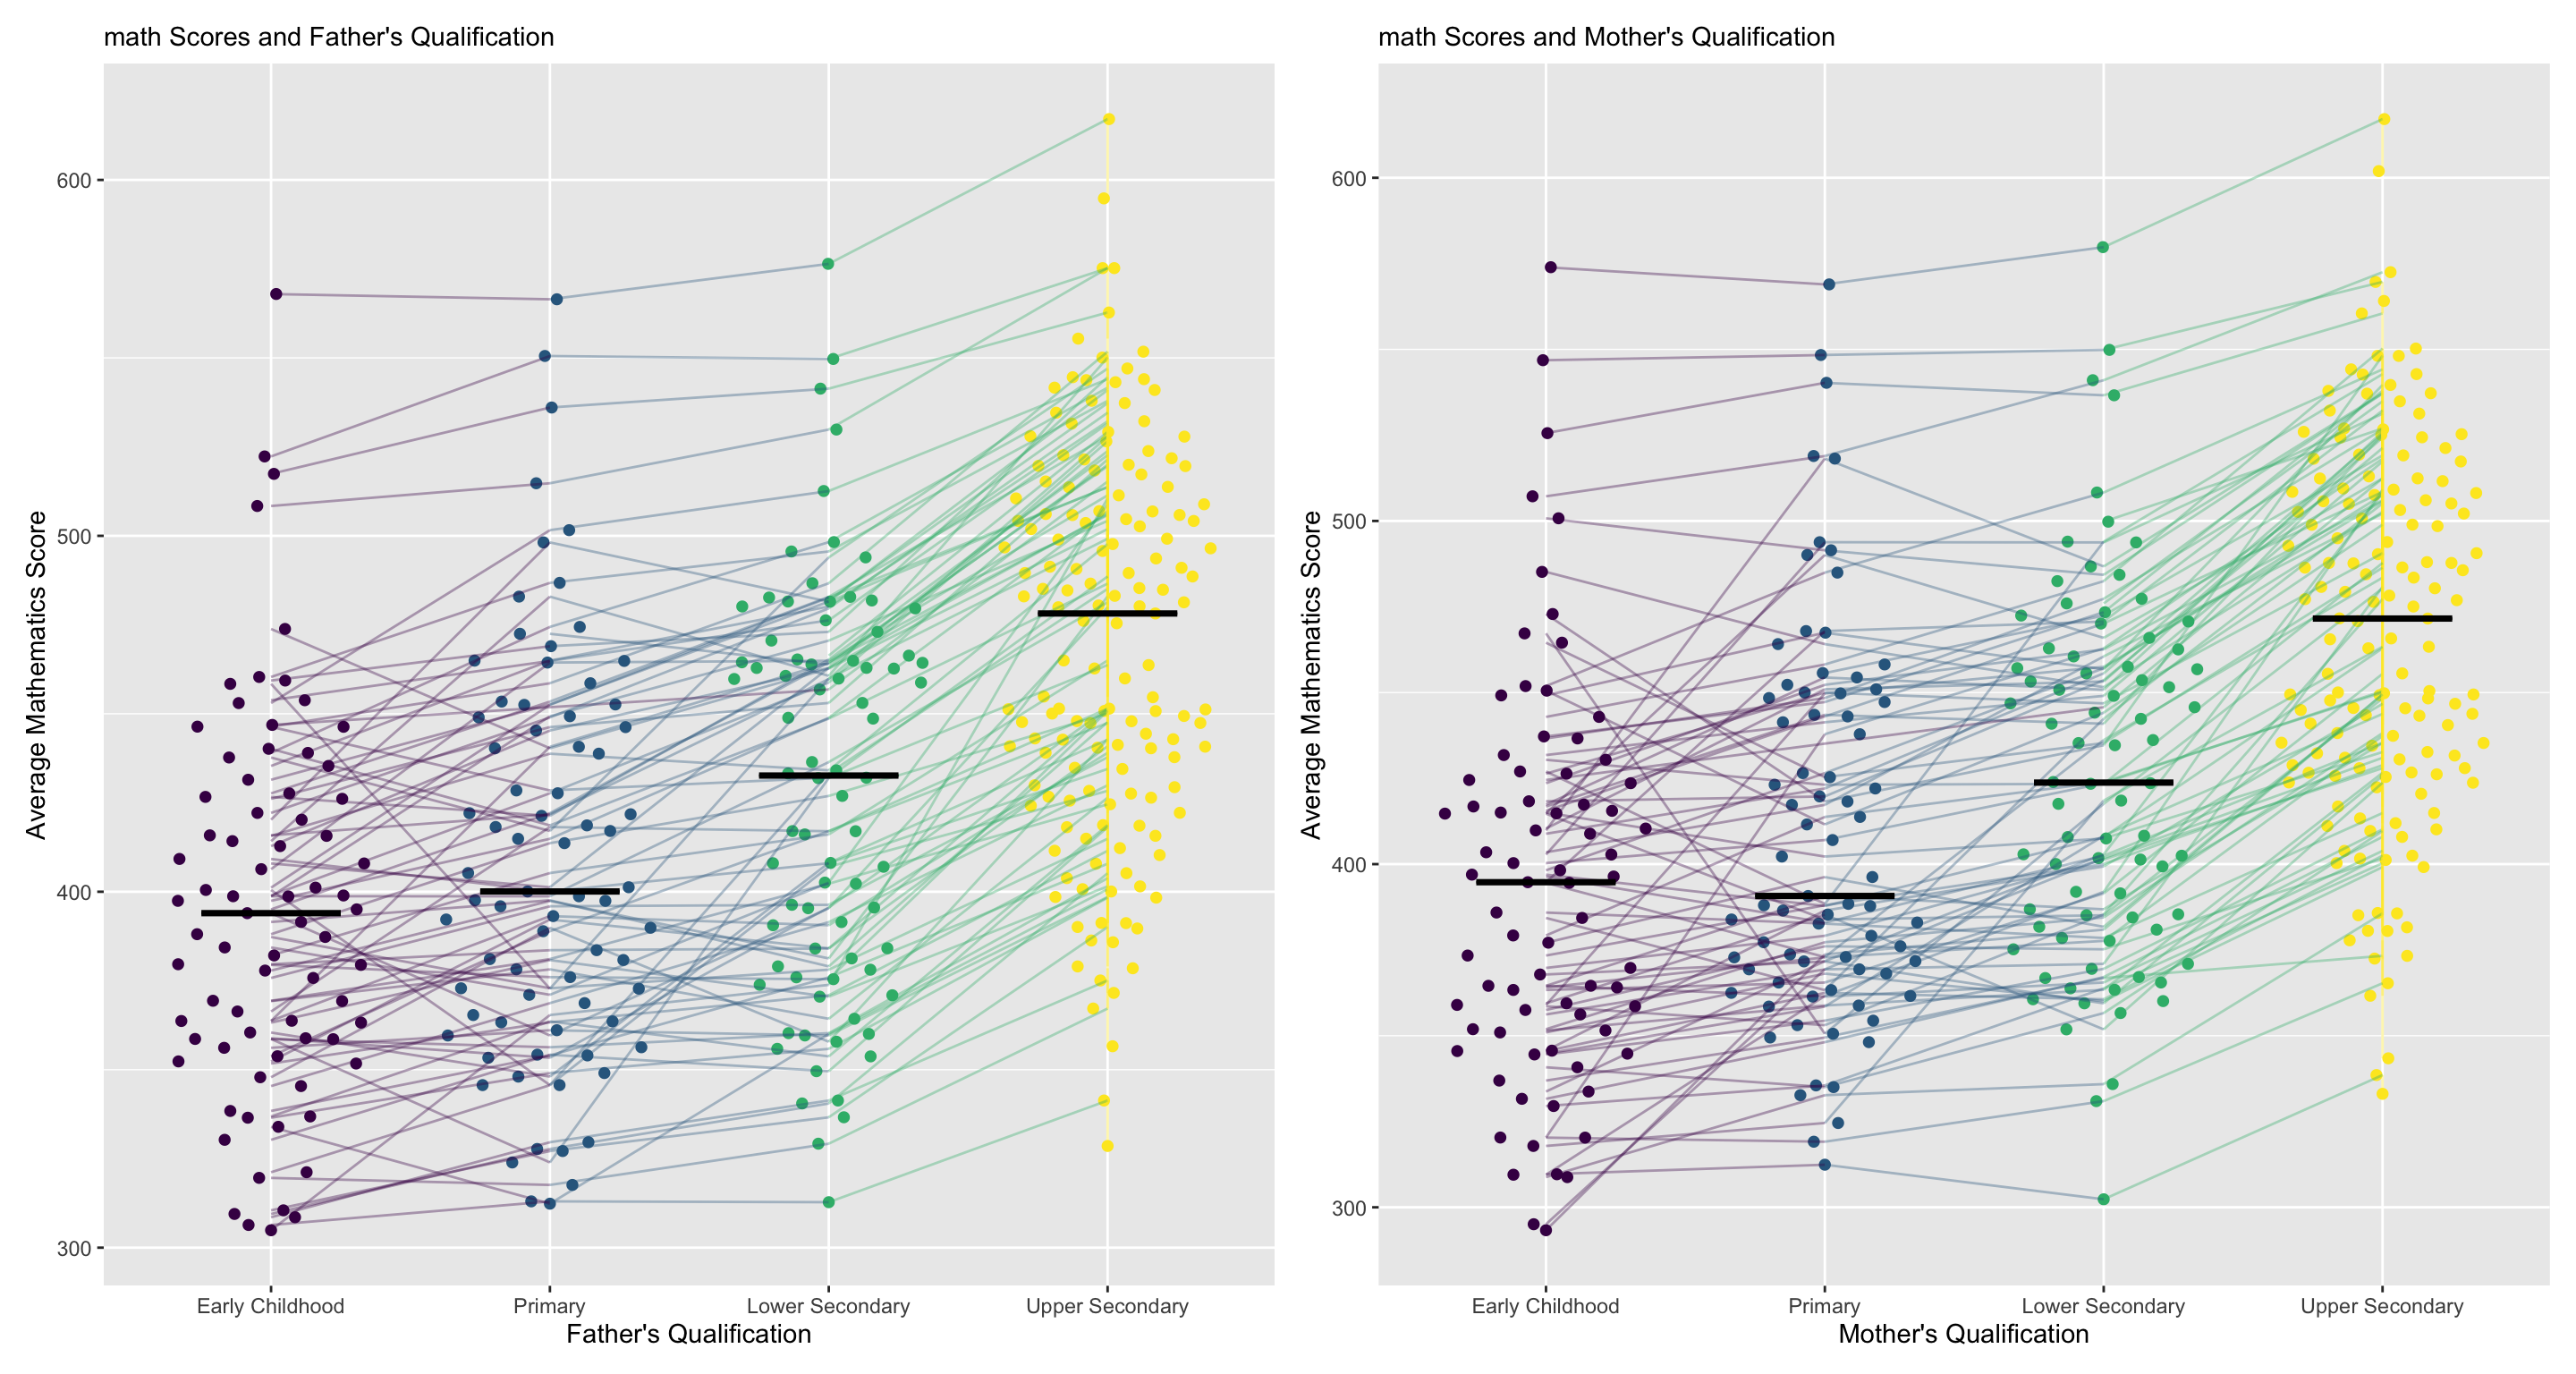 math Scores and Father's Qualification
Average Mathematics Score
600
500
400
300
Early Childhood
Primary
Lower Secondary
Upper Secondary
Father's Qualification
math Scores and Mother's Qualification
Average Mathematics Score
600
500
400
300
Early Childhood
Primary
Lower Secondary
Upper Secondary
Mother's Qualification